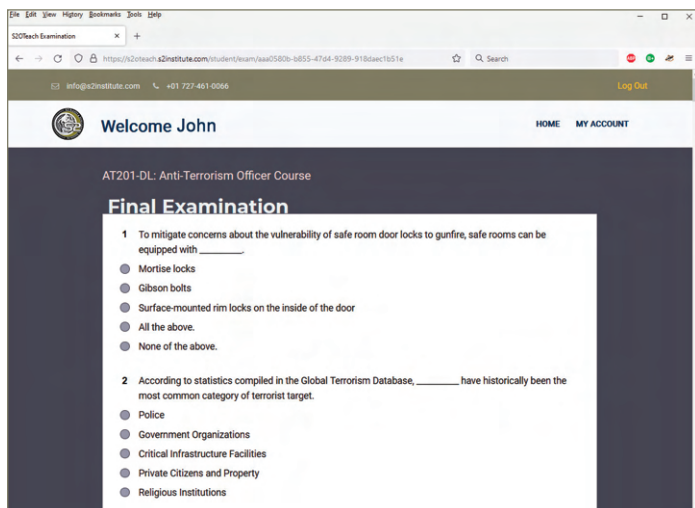 File Edit View History Bookmarks Tools Help
S2OTeach Examination
https://s2oteach.s2institute.com/student/exam/aaa0580b-b855-47d4-9289-918daec1b51e
Search
info@s2institute.com +01 727-461-0066 Log Out
S2
Welcome John
HOME MY ACCOUNT
AT201-DL: Anti-Terrorism Officer Course
Final Examination
1 To mitigate concerns about the vulnerability of safe room door locks to gunfire, safe rooms can be
equipped with ________.
Mortise locks
Gibson bolts
Surface-mounted rim locks on the inside of the door
All the above.
None of the above.
2 According to statistics compiled in the Global Terrorism Database, ________ have historically been the
most common category of terrorist target.
Police
Government Organizations
Critical Infrastructure Facilities
Private Citizens and Property
Religious Institutions